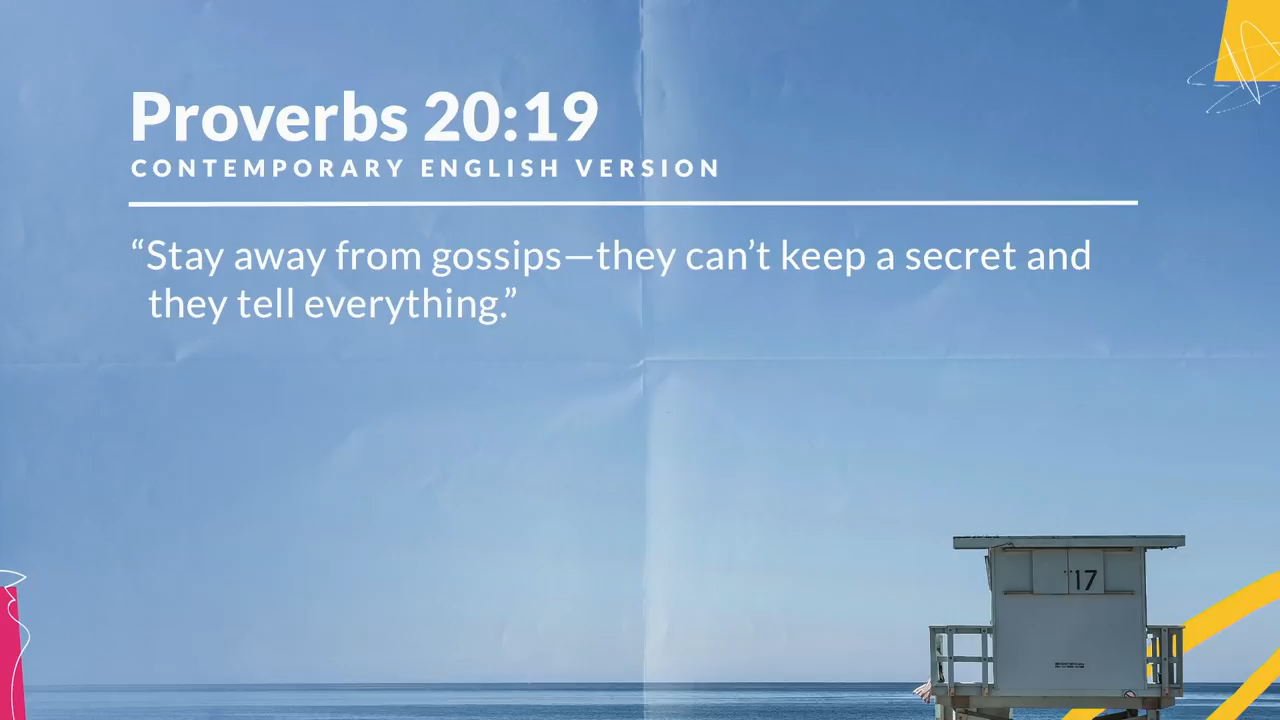 Proverbs 20:19
CONTEMPORARY ENGLISH VERSION
“Stay away from gossips—they can’t keep a secret and
they tell everything.”
17